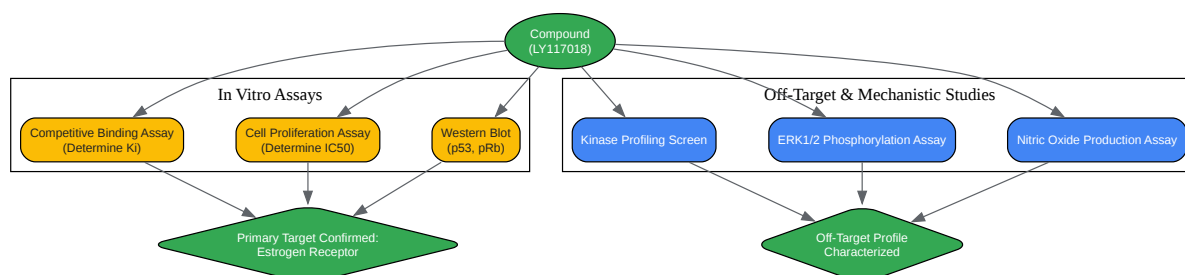 Compound
(LY117018)
In Vitro Assays
Off-Target & Mechanistic Studies
Competitive Binding Assay
(Determine Ki)
Cell Proliferation Assay
(Determine IC50)
Western Blot
(p53, pRb)
Kinase Profiling Screen
ERK1/2 Phosphorylation Assay
Nitric Oxide Production Assay
Primary Target Confirmed:
Estrogen Receptor
Off-Target Profile
Characterized